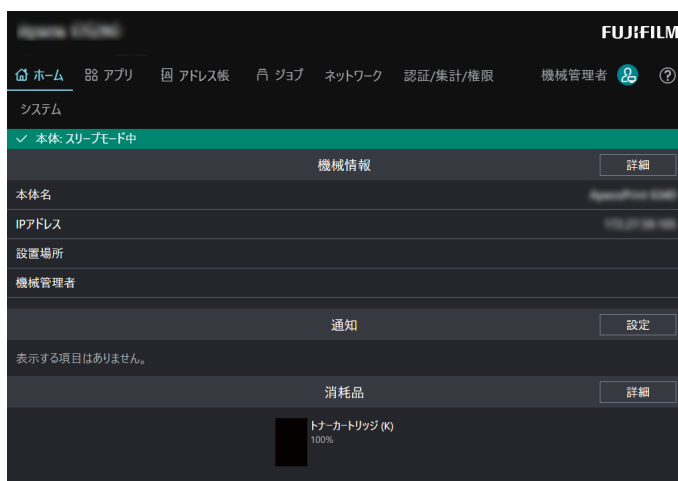 FUJIFILM
ホーム アプリ アドレス帳 ジョブ ネットワーク 認証/集計/権限 機械管理者
システム
本体: スリープモード中
機械情報 詳細
本体名
IPアドレス
設置場所
機械管理者
通知 設定
表示する項目はありません。
消耗品 詳細
トナーカートリッジ (K)
100%